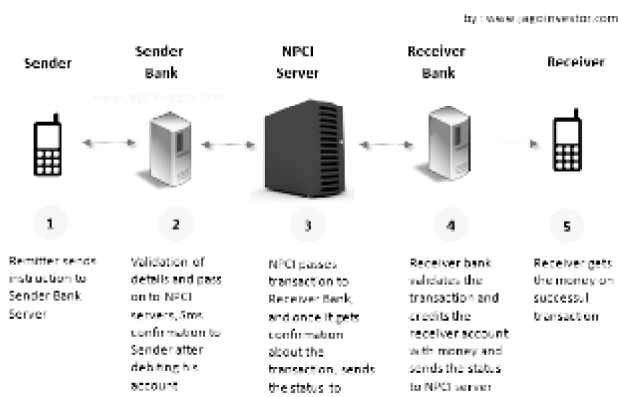 by : www.jagoinvestor.com
Sender
Sender
Bank
NPCI
Server
Receiver
Bank
Receiver
www.jagoinvestor.com
1
2
3
4
5
Remitter sends
instruction to
Sender Bank
Server
Validation of
details and pass
on to NPCI
servers, Sms
confirmation to
Sender after
debiting his
account
NPCI passes
transaction to
Receiver Bank,
and once it gets
confirmation
about the
transaction, sends
the status to
Receiver bank
validates the
transaction and
credits the
receiver account
with money and
sends the status
to NPCI server
Receiver gets
the money on
successul
transaction